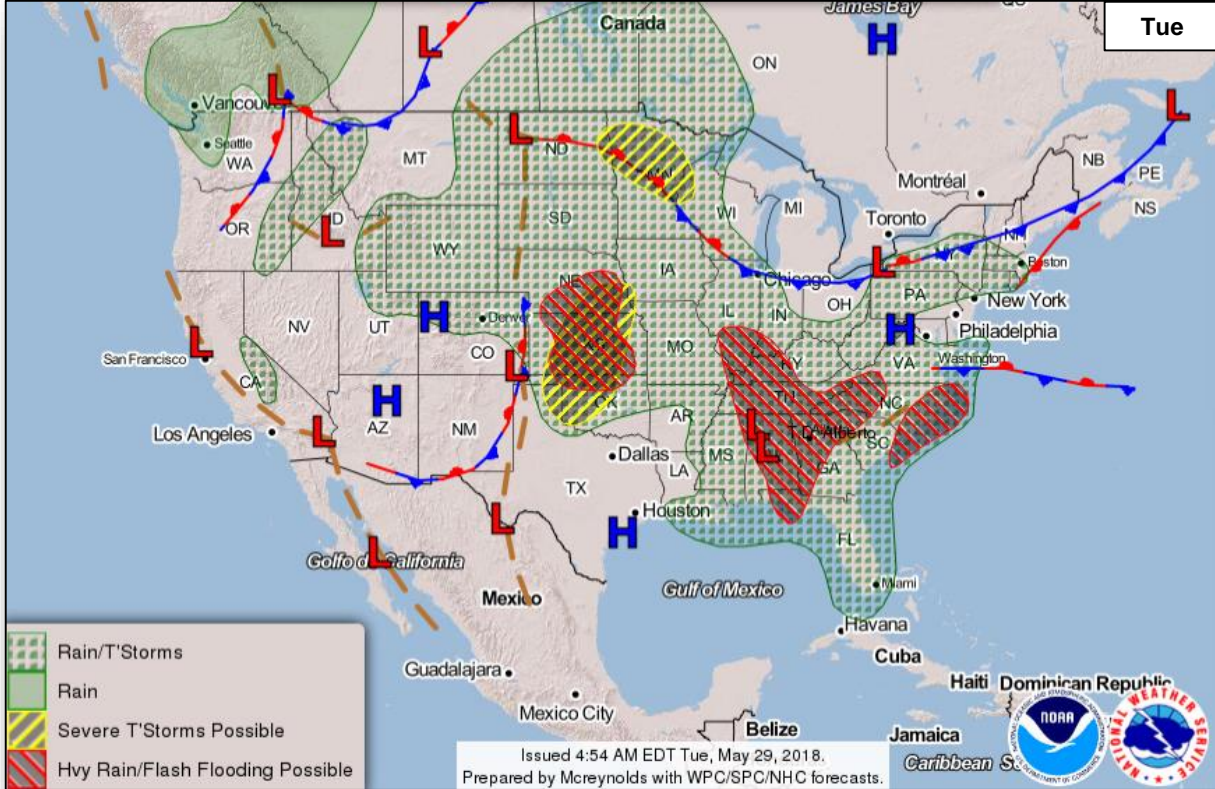 Tue
James Bay
Canada
H
L
ON
L
L
Vancouver
L
Seattle
WA
MT
ND
MN
NB
PE
Montréal
NS
WI
MI
Toronto
OR
ID
L
SD
WY
L
NH
Boston
IA
Chicago
NE
PA
New York
OH
NV
UT
H
Denver
IL
IN
H
Philadelphia
L
San Francisco
CO
KS
MO
KY
VA
Washington
L
CA
H
AZ
NM
OK
AR
TN
NC
L
Los Angeles
L
T.D. Alberto
SC
Dallas
MS
L
GA
LA
TX
L
Houston
H
FL
Golfo de California
L
Gulf of Mexico
Miami
Mexico
Havana
Cuba
Guadalajara
Haiti
Dominican Republic
Mexico City
Belize
Jamaica
Rain/T'Storms
Rain
Severe T'Storms Possible
Hvy Rain/Flash Flooding Possible
Issued 4:54 AM EDT Tue, May 29, 2018.
Prepared by Mcreynolds with WPC/SPC/NHC forecasts.
Caribbean
NOAA
NATIONAL WEATHER SERVICE